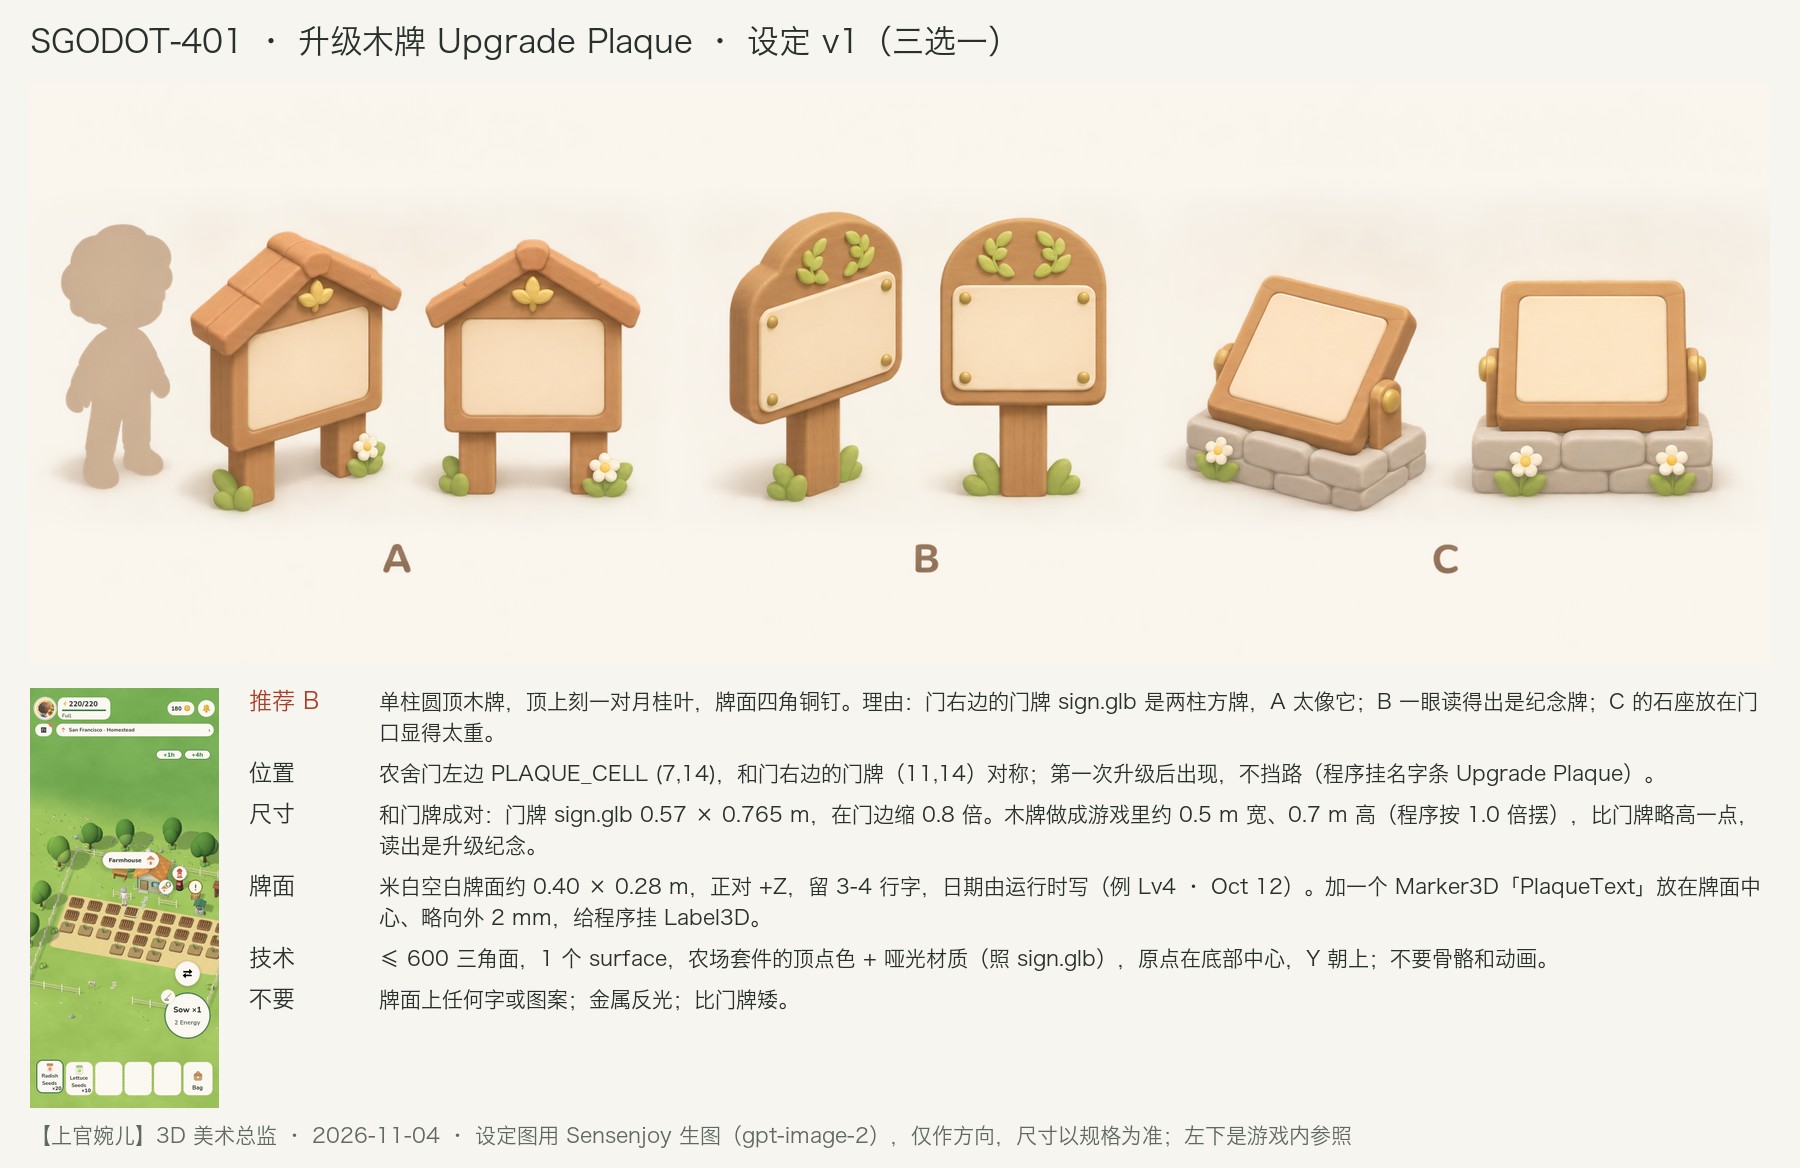 SGODOT-401 · 升级木牌 Upgrade Plaque · 设定 v1（三选一）
A
B
C
220/220
Full
180
San Francisco · Homestead
+1h
+4h
Farmhouse
Sow ×1
2 Energy
Radish
Seeds
×20
Lettuce
Seeds
×10
Bag
推荐 B
单柱圆顶木牌，顶上刻一对月桂叶，牌面四角铜钉。理由：门右边的门牌 sign.glb 是两柱方牌，A 太像它；B 一眼读得出是纪念牌；C 的石座放在门
口显得太重。
位置
农舍门左边 PLAQUE_CELL (7,14)，和门右边的门牌（11,14）对称；第一次升级后出现，不挡路（程序挂名字条 Upgrade Plaque）。
尺寸
和门牌成对：门牌 sign.glb 0.57 × 0.765 m，在门边缩 0.8 倍。木牌做成游戏里约 0.5 m 宽、0.7 m 高（程序按 1.0 倍摆），比门牌略高一点，
读出是升级纪念。
牌面
米白空白牌面约 0.40 × 0.28 m，正对 +Z，留 3-4 行字，日期由运行时写（例 Lv4 · Oct 12）。加一个 Marker3D「PlaqueText」放在牌面中
心、略向外 2 mm，给程序挂 Label3D。
技术
≤ 600 三角面，1 个 surface，农场套件的顶点色 + 哑光材质（照 sign.glb），原点在底部中心，Y 朝上；不要骨骼和动画。
不要
牌面上任何字或图案；金属反光；比门牌矮。
【上官婉儿】3D 美术总监 · 2026-11-04 · 设定图用 Sensenjoy 生图（gpt-image-2），仅作方向，尺寸以规格为准；左下是游戏内参照